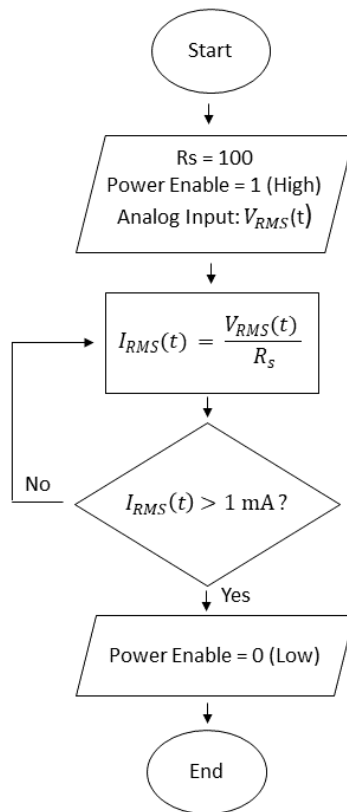 Start
Rs = 100
Power Enable = 1 (High)
Analog Input: V_RMS(t)
I_RMS(t) = V_RMS(t) / R_s
No
I_RMS(t) > 1 mA?
Yes
Power Enable = 0 (Low)
End